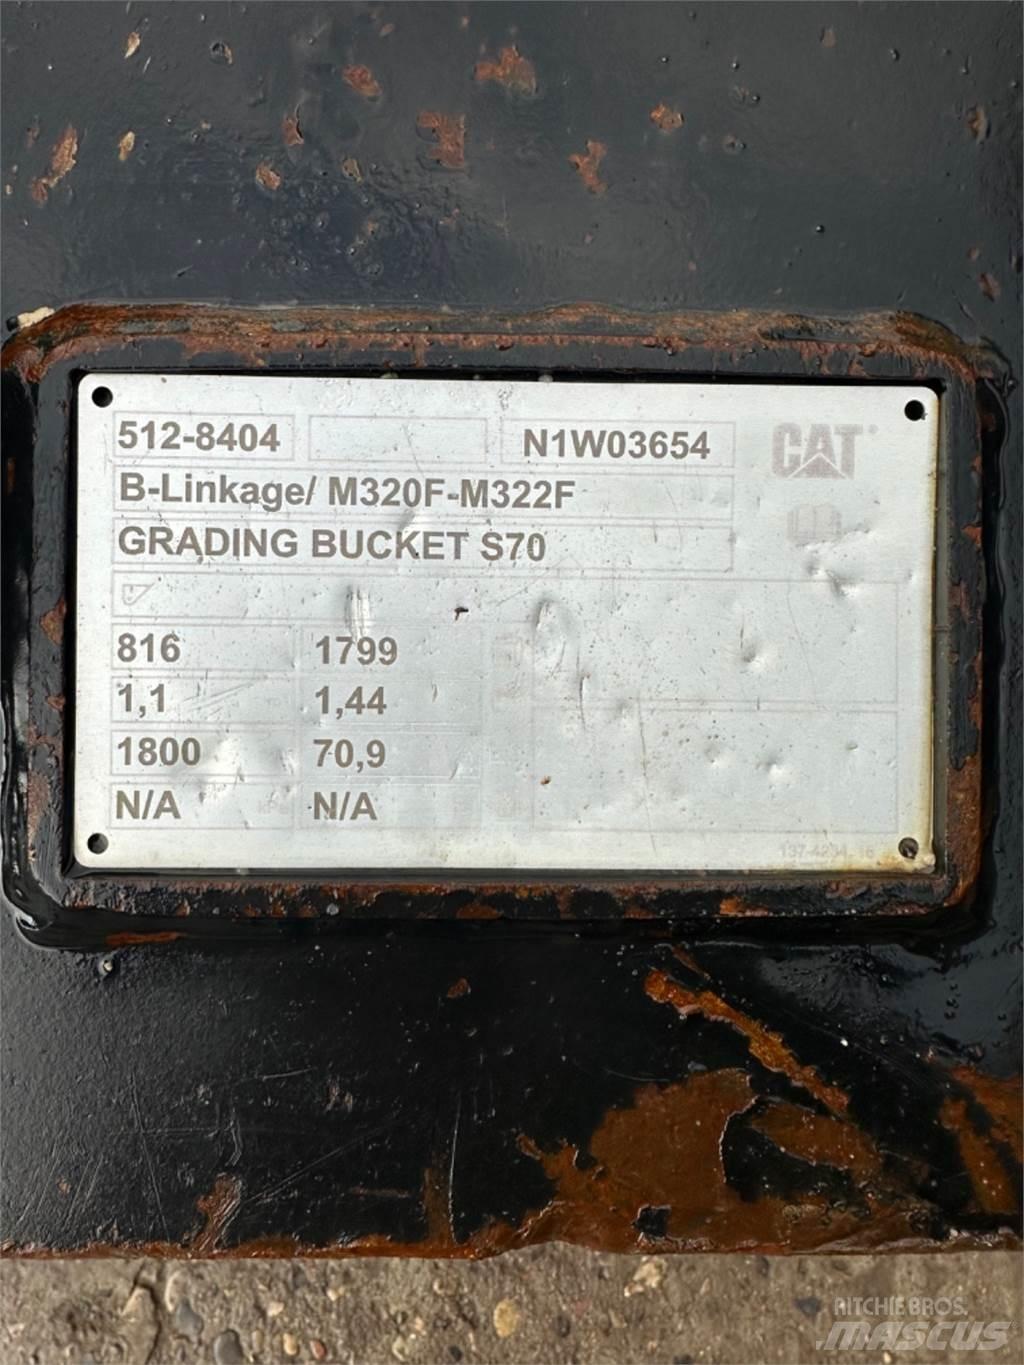 512-8404 N1W03654 CAT
B-Linkage/ M320F-M322F
GRADING BUCKET S70
816 1799
1,1 1,44
1800 70,9
N/A N/A
RITCHIE BROS.
MASCUS